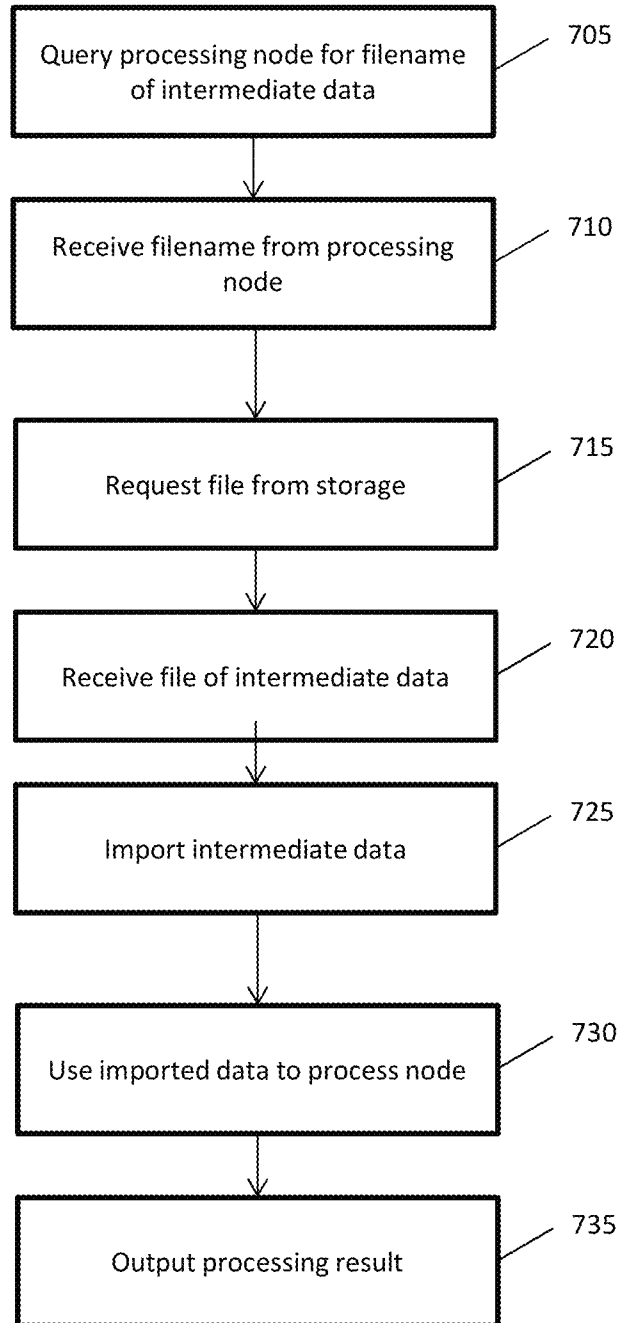 Query processing node for filename
of intermediate data
705
Receive filename from processing
node
710
Request file from storage
715
Receive file of intermediate data
720
Import intermediate data
725
Use imported data to process node
730
Output processing result
735